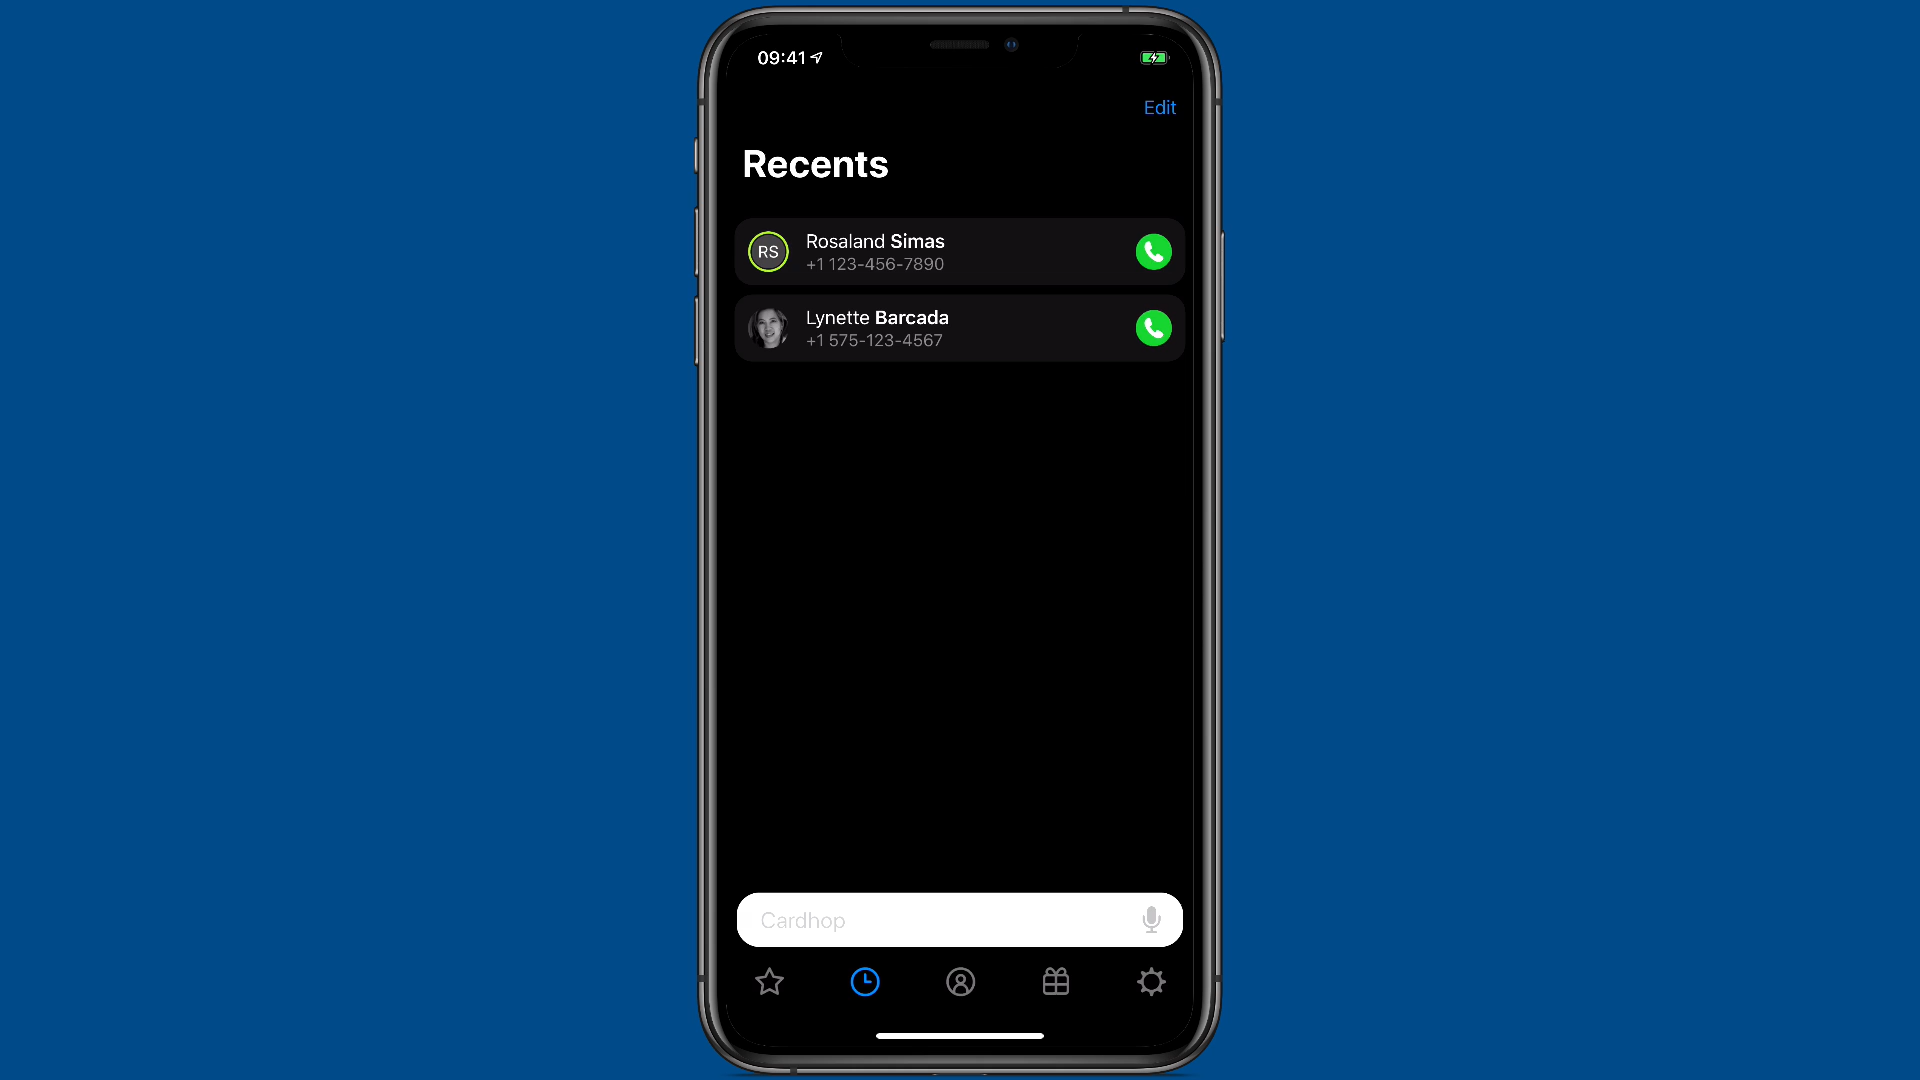 09:41
Edit
Recents
RS
Rosaland Simas
+1 123-456-7890
Lynette Barcada
+1 575-123-4567
Cardhop